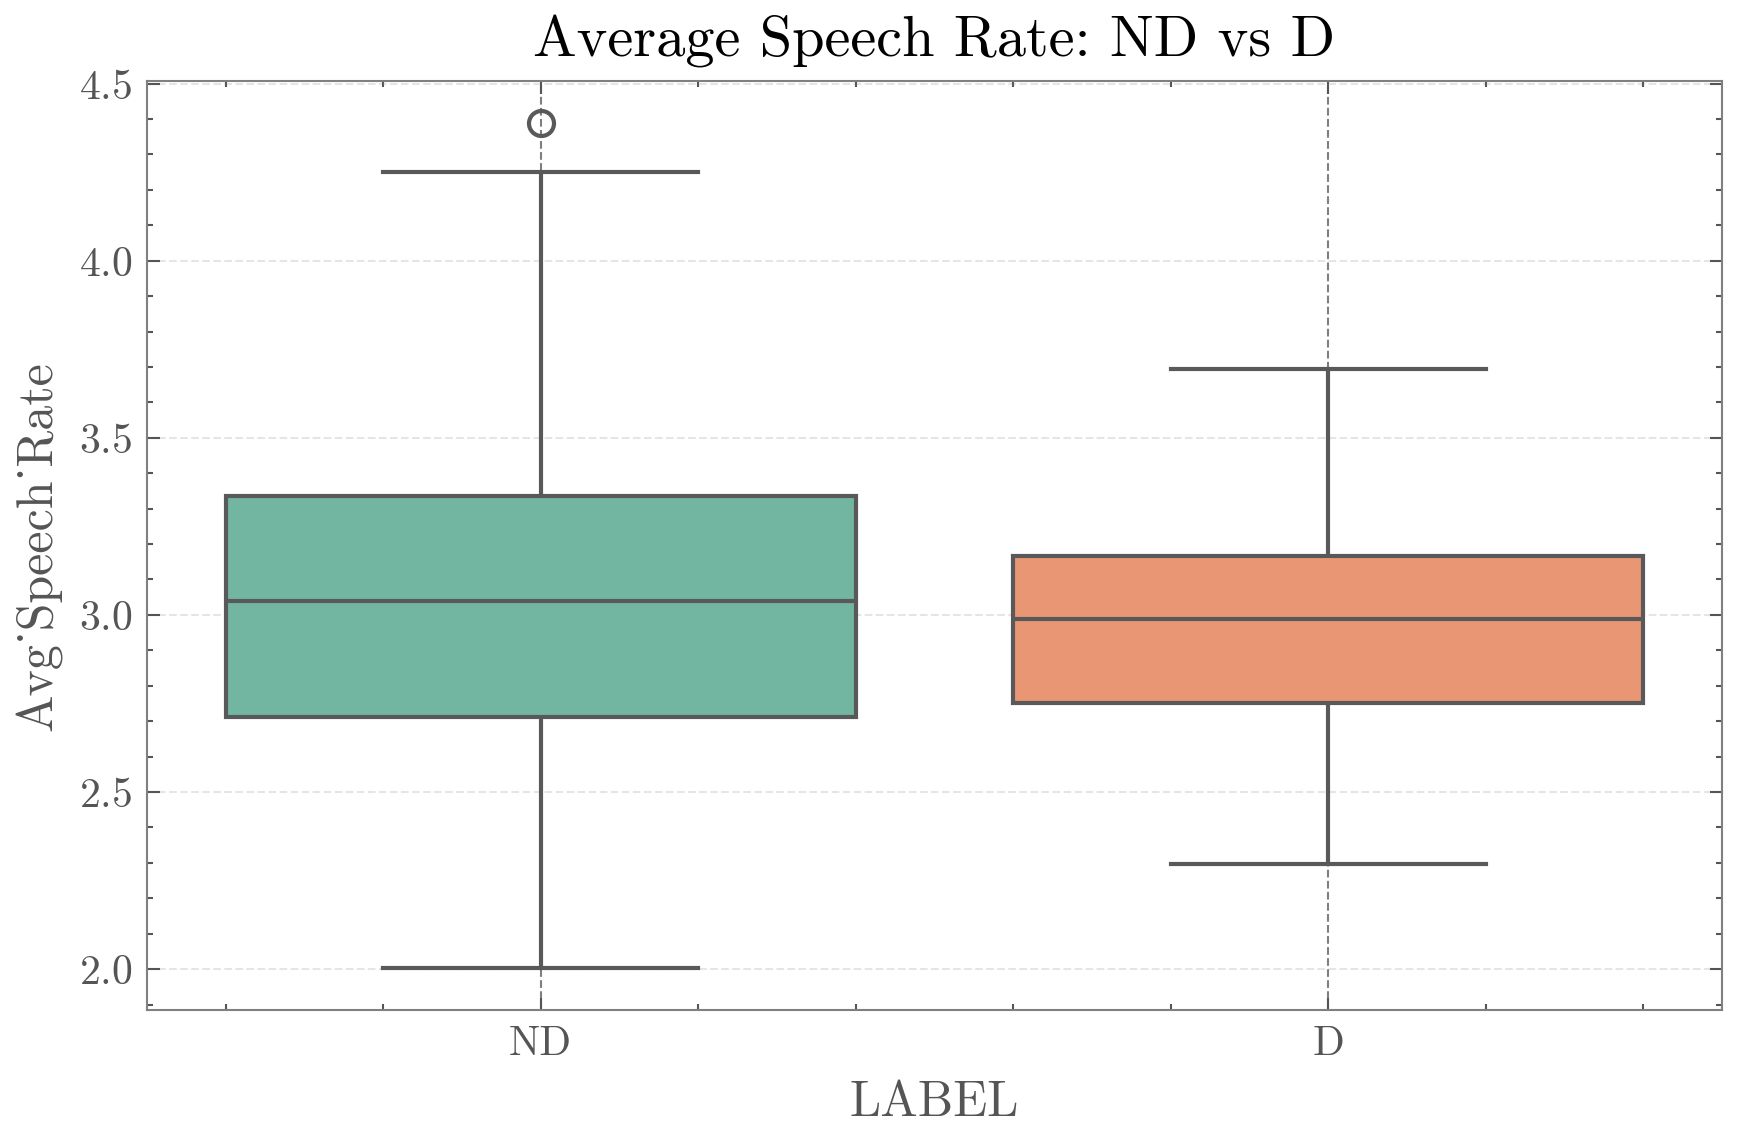 Average Speech Rate: ND vs D
4.5
4.0
3.5
3.0
2.5
2.0
Avg ̇Speech ̇Rate
ND
D
LABEL